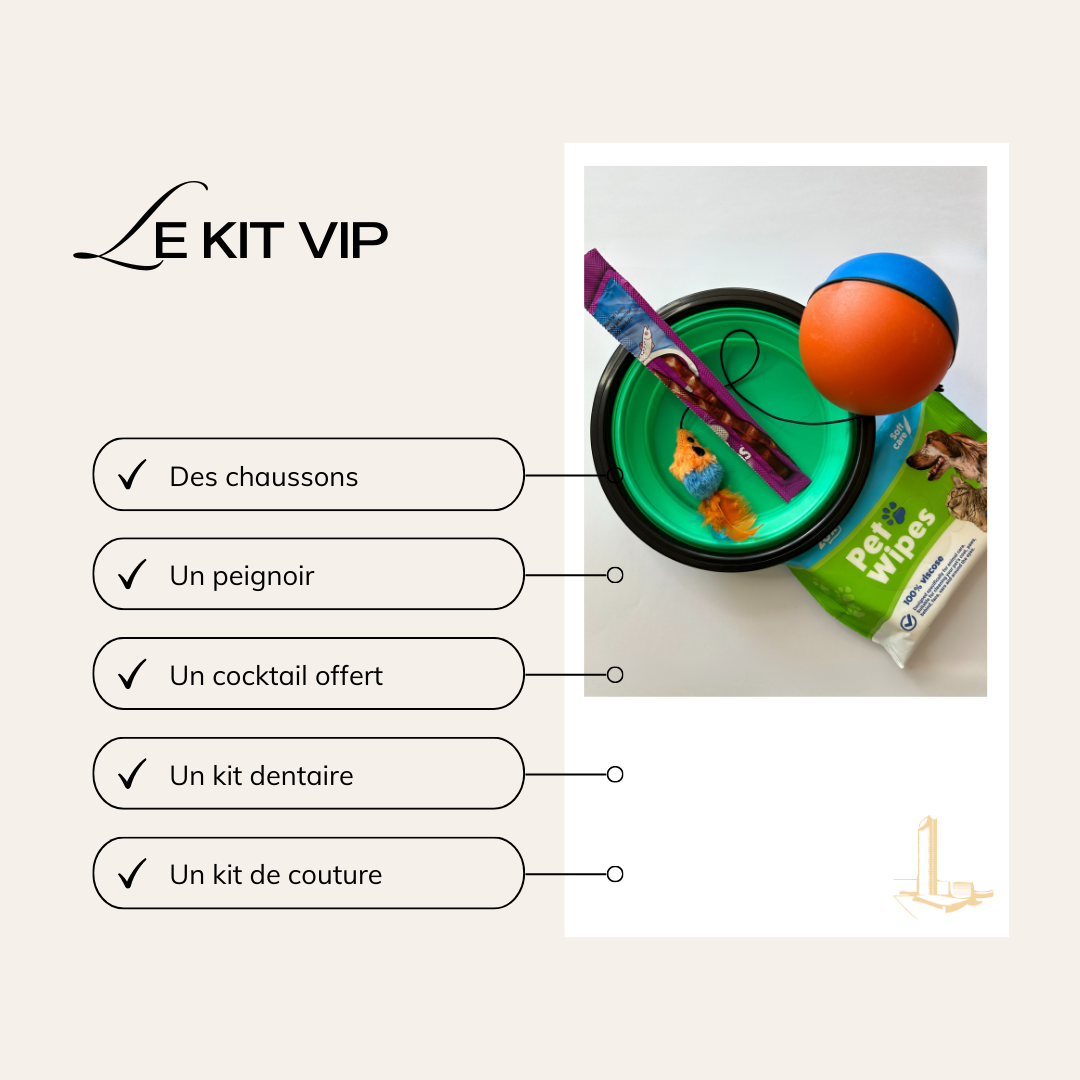 LE KIT VIP
Des chaussons
Un peignoir
Un cocktail offert
Un kit dentaire
Un kit de couture
Soft
care
Pet
Wipes
100% viscose